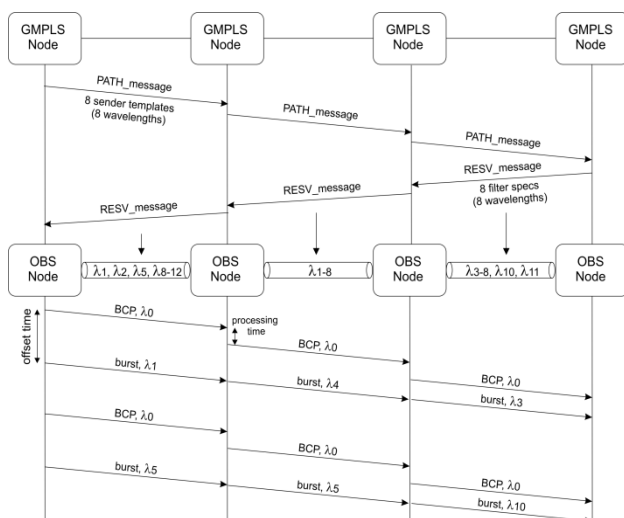 GMPLS
Node
GMPLS
Node
GMPLS
Node
GMPLS
Node
PATH_message
8 sender templates
(8 wavelengths)
PATH_message
PATH_message
RESV_message
8 filter specs
(8 wavelengths)
RESV_message
RESV_message
OBS
Node
λ1, λ2, λ5, λ8-12
OBS
Node
λ1-8
OBS
Node
λ3-8, λ10, λ11
OBS
Node
offset time
BCP, λ0
processing
time
BCP, λ0
BCP, λ0
burst, λ1
burst, λ4
burst, λ3
BCP, λ0
BCP, λ0
BCP, λ0
burst, λ5
burst, λ5
burst, λ10